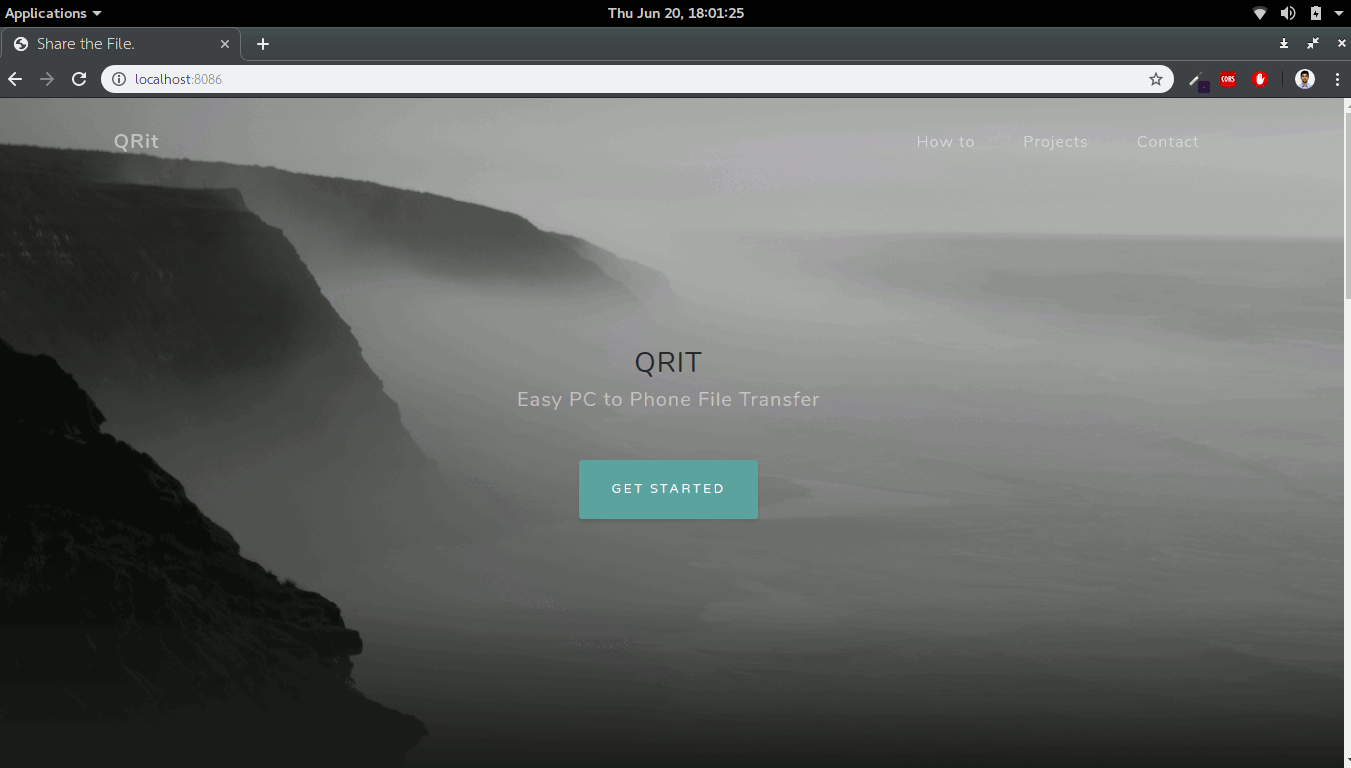 Applications
Thu Jun 20, 18:01:25
Share the File.
localhost:8086
CORS
QRit
How to
Projects
Contact
QRIT
Easy PC to Phone File Transfer
GET STARTED